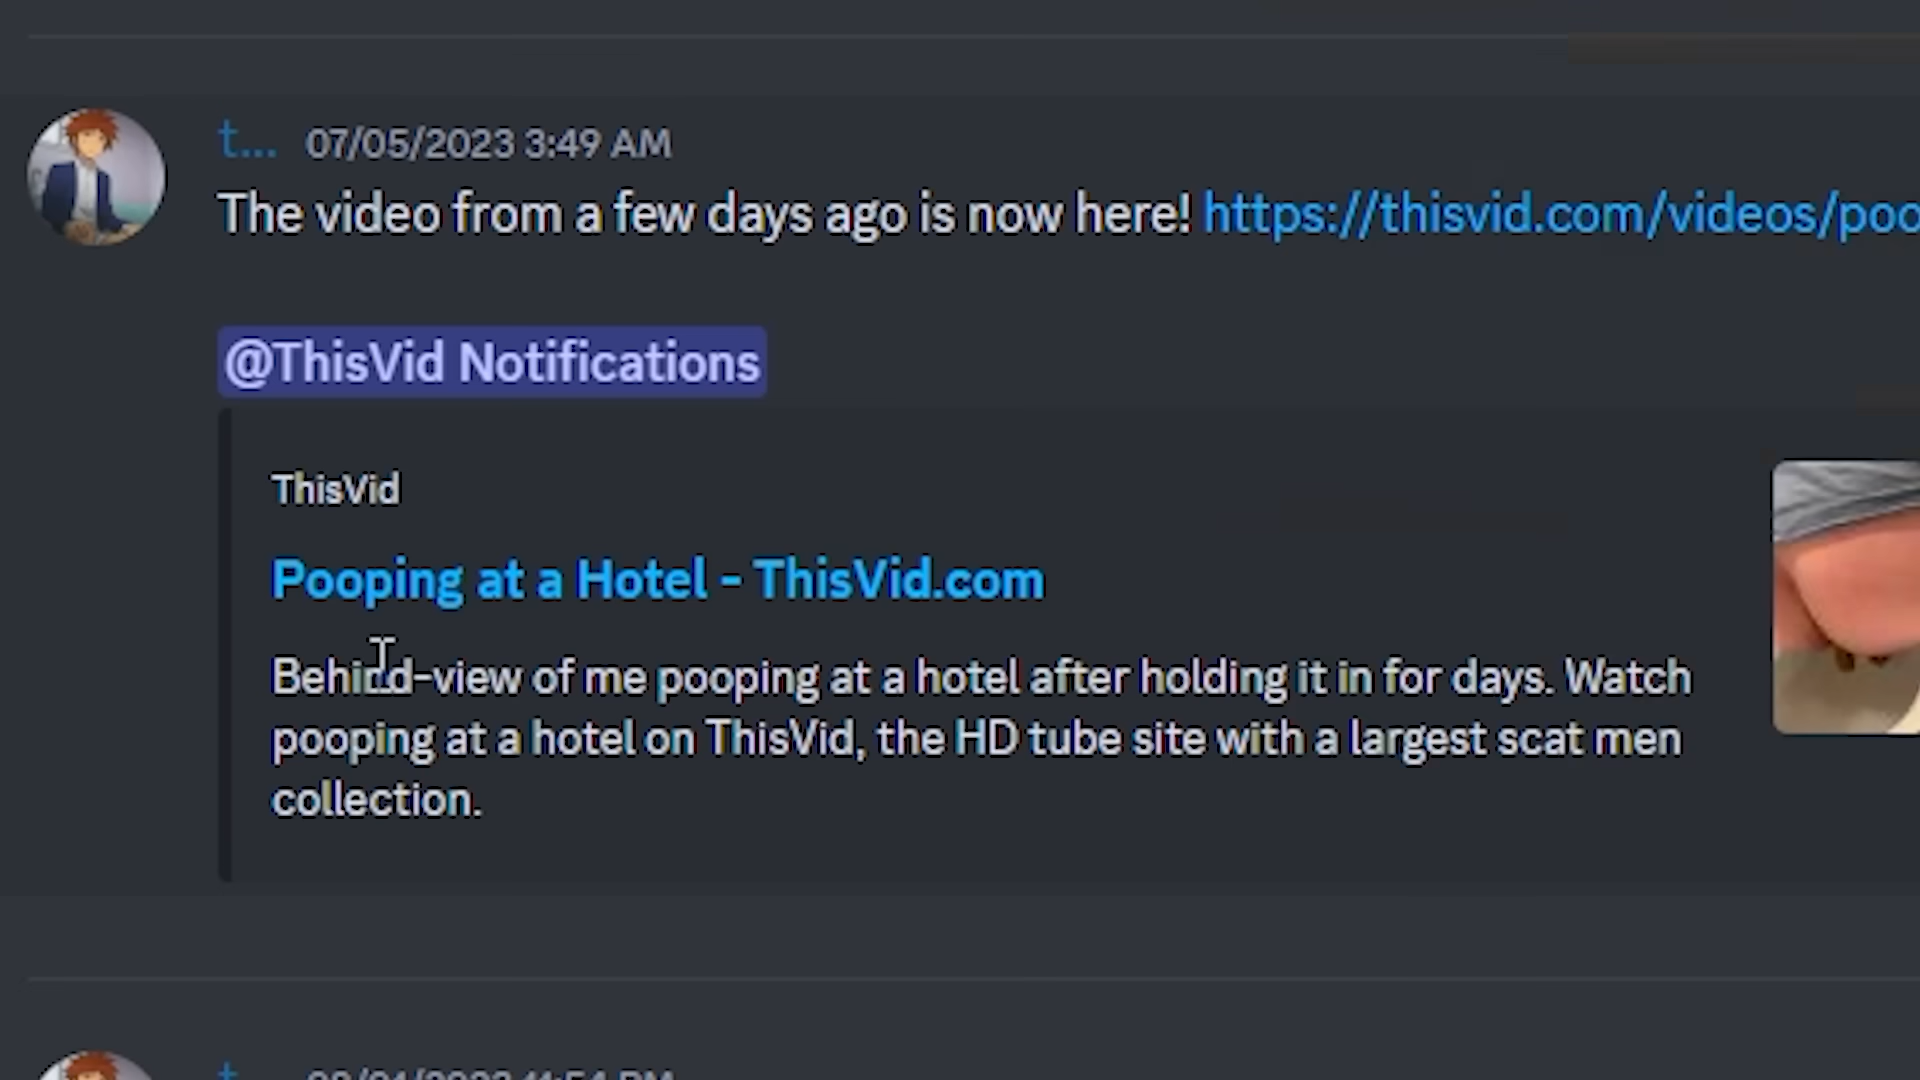 t... 07/05/2023 3:49 AM
The video from a few days ago is now here! https://thisvid.com/videos/poo
@ThisVid Notifications
ThisVid
Pooping at a Hotel - ThisVid.com
Behind-view of me pooping at a hotel after holding it in for days. Watch
pooping at a hotel on ThisVid, the HD tube site with a largest scat men
collection.